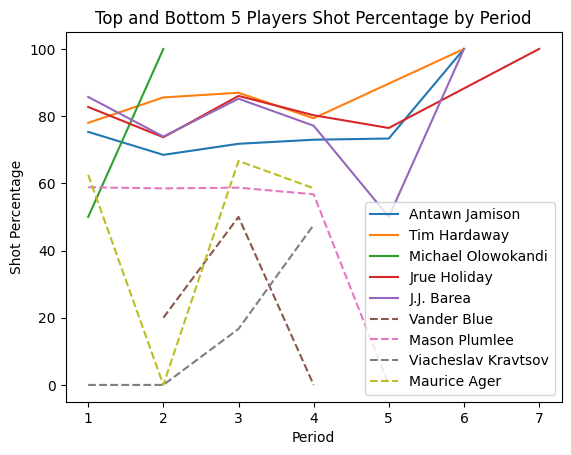 Top and Bottom 5 Players Shot Percentage by Period
Shot Percentage
100
80
60
40
20
0
1 2 3 4 5 6 7
Period
Antawn Jamison
Tim Hardaway
Michael Olowokandi
Jrue Holiday
J.J. Barea
Vander Blue
Mason Plumlee
Viacheslav Kravtsov
Maurice Ager